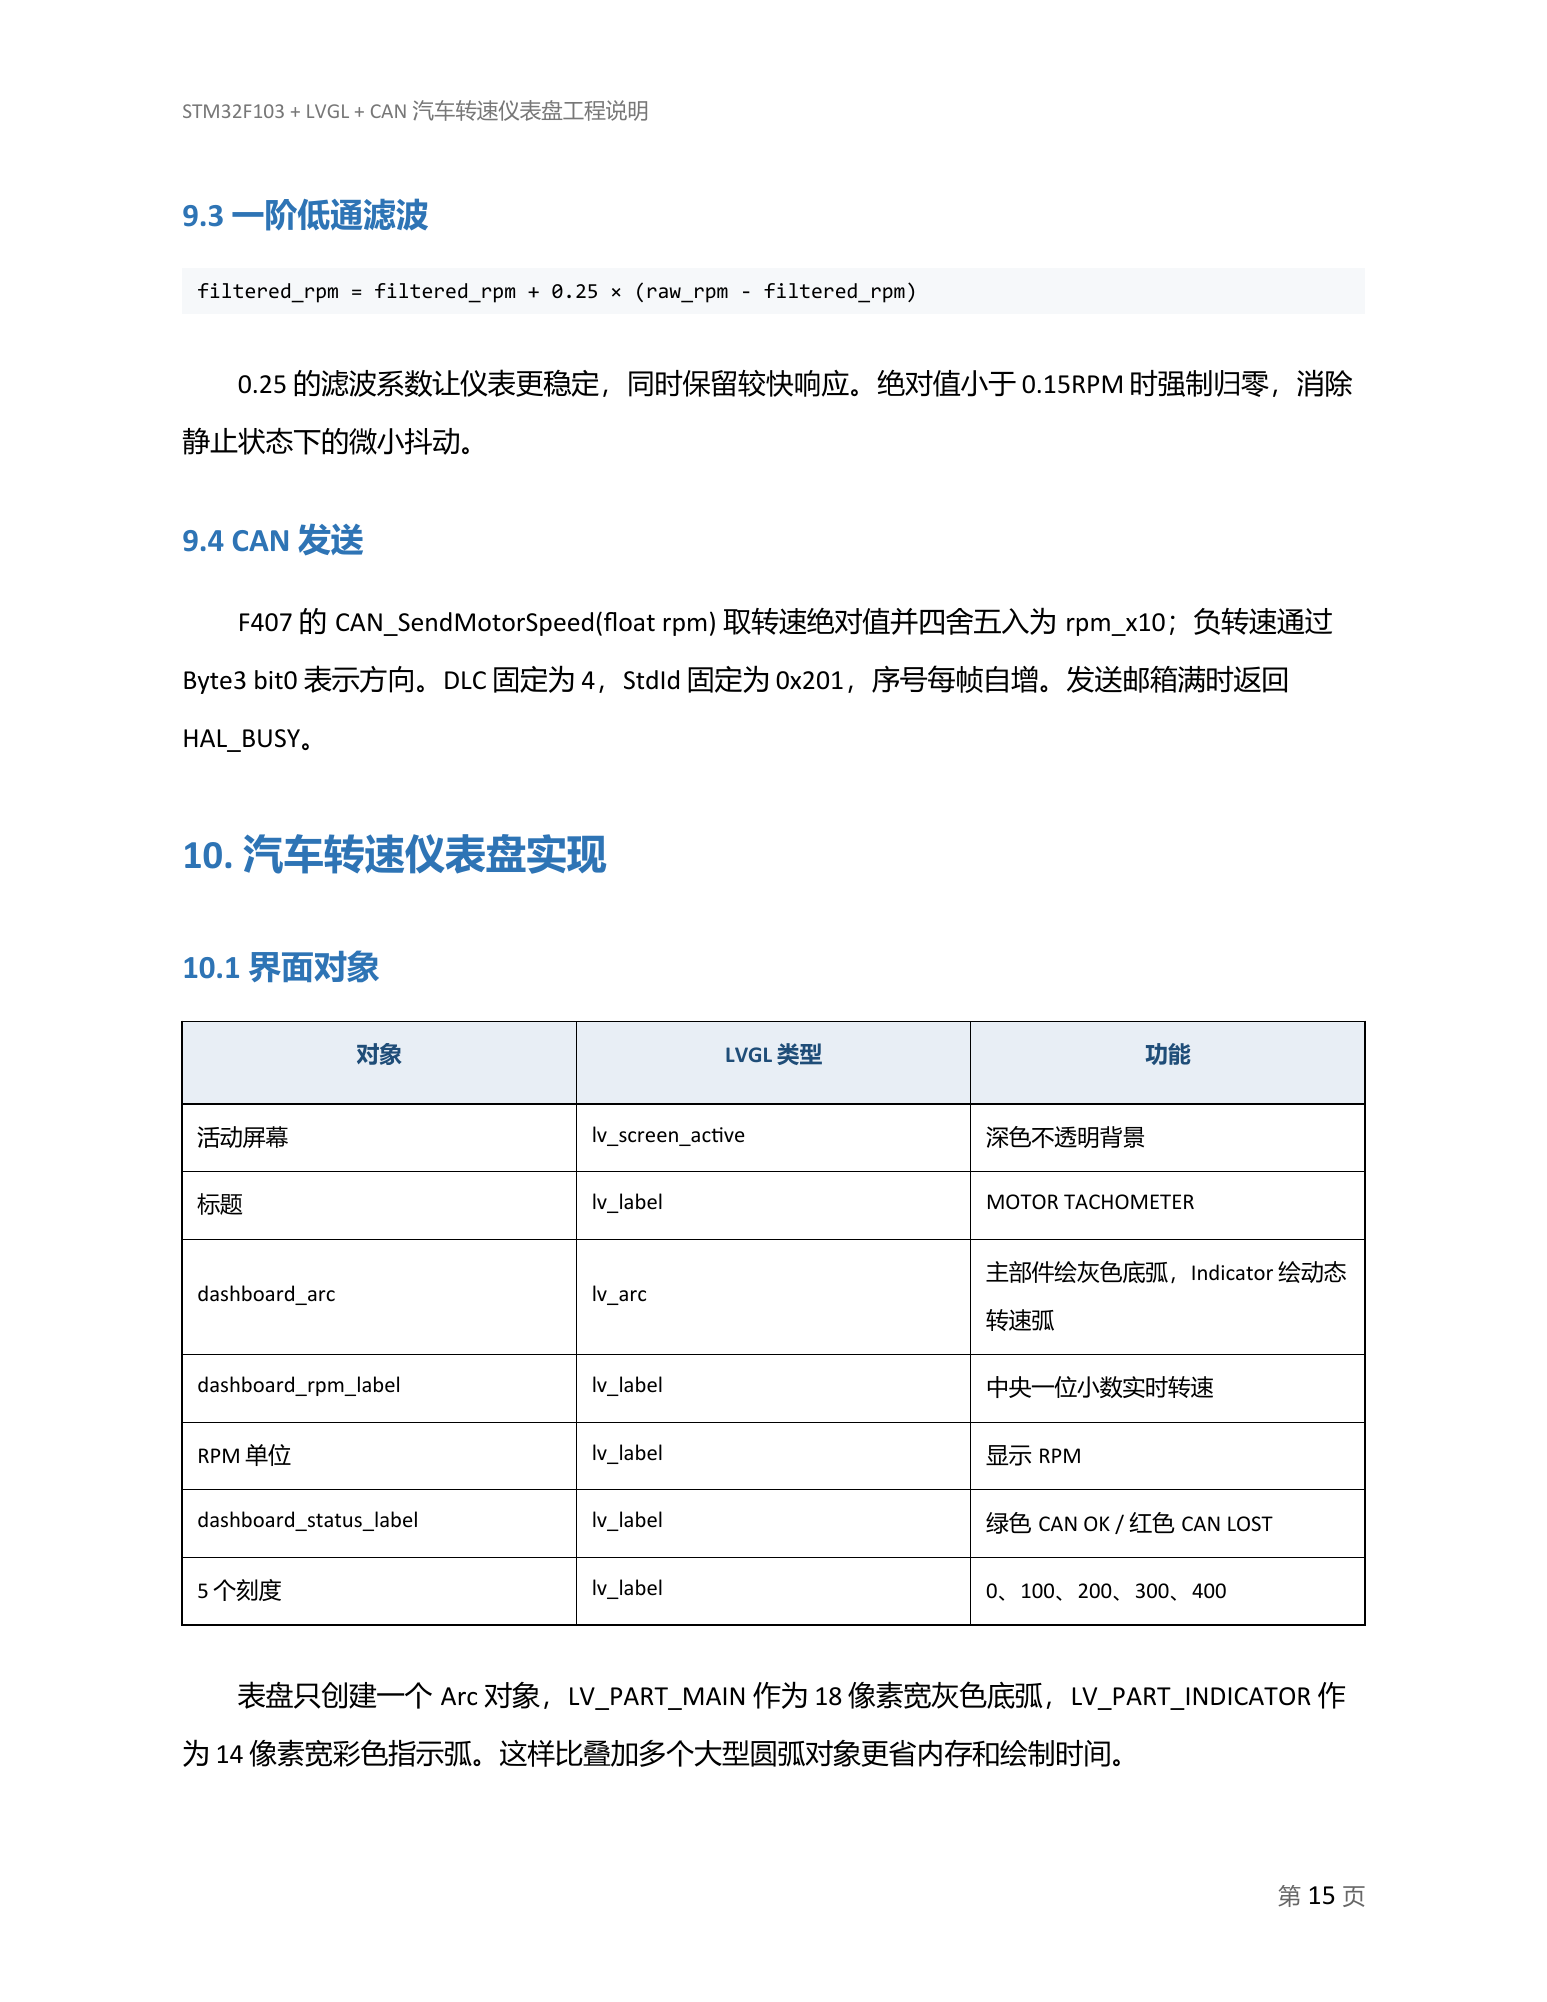 STM32F103 + LVGL + CAN 汽车转速仪表盘工程说明
9.3 一阶低通滤波
filtered_rpm = filtered_rpm + 0.25 × (raw_rpm - filtered_rpm)
0.25 的滤波系数让仪表更稳定，同时保留较快响应。绝对值小于 0.15RPM 时强制归零，消除
静止状态下的微小抖动。
9.4 CAN 发送
F407 的 CAN_SendMotorSpeed(float rpm) 取转速绝对值并四舍五入为 rpm_x10；负转速通过
Byte3 bit0 表示方向。DLC 固定为 4，StdId 固定为 0x201，序号每帧自增。发送邮箱满时返回
HAL_BUSY。
10. 汽车转速仪表盘实现
10.1 界面对象
对象 LVGL 类型 功能
活动屏幕 lv_screen_active 深色不透明背景
标题 lv_label MOTOR TACHOMETER
dashboard_arc lv_arc 主部件绘灰色底弧，Indicator 绘动态
转速弧
dashboard_rpm_label lv_label 中央一位小数实时转速
RPM 单位 lv_label 显示 RPM
dashboard_status_label lv_label 绿色 CAN OK / 红色 CAN LOST
5 个刻度 lv_label 0、100、200、300、400
表盘只创建一个 Arc 对象，LV_PART_MAIN 作为 18 像素宽灰色底弧，LV_PART_INDICATOR 作
为 14 像素宽彩色指示弧。这样比叠加多个大型圆弧对象更省内存和绘制时间。
第 15 页